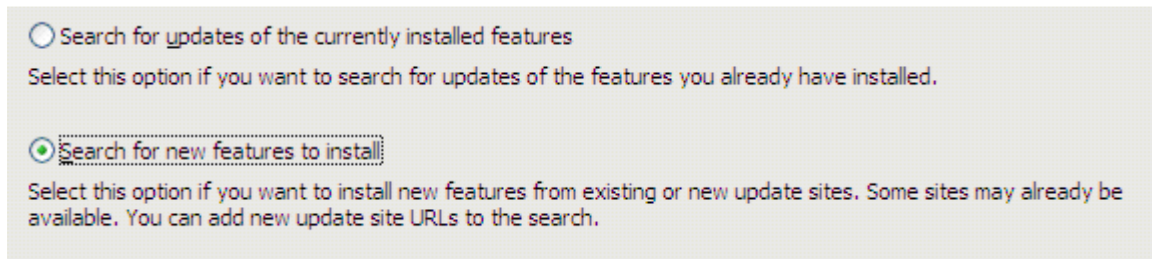 Search for updates of the currently installed features
Select this option if you want to search for updates of the features you already have installed.
Search for new features to install
Select this option if you want to install new features from existing or new update sites. Some sites may already be
available. You can add new update site URLs to the search.